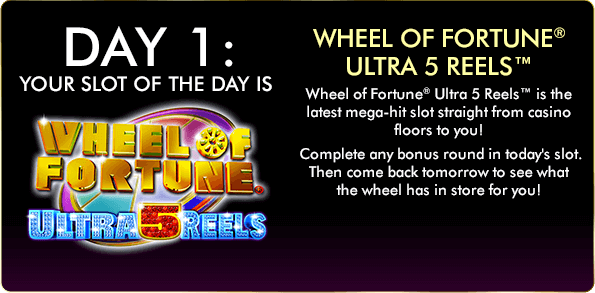 DAY 1:
YOUR SLOT OF THE DAY IS
WHEEL OF
FORTUNE®
ULTRA 5 REELS
WHEEL OF FORTUNE®
ULTRA 5 REELS™
Wheel of Fortune® Ultra 5 Reels™ is the
latest mega-hit slot straight from casino
floors to you!
Complete any bonus round in today's slot.
Then come back tomorrow to see what
the wheel has in store for you!